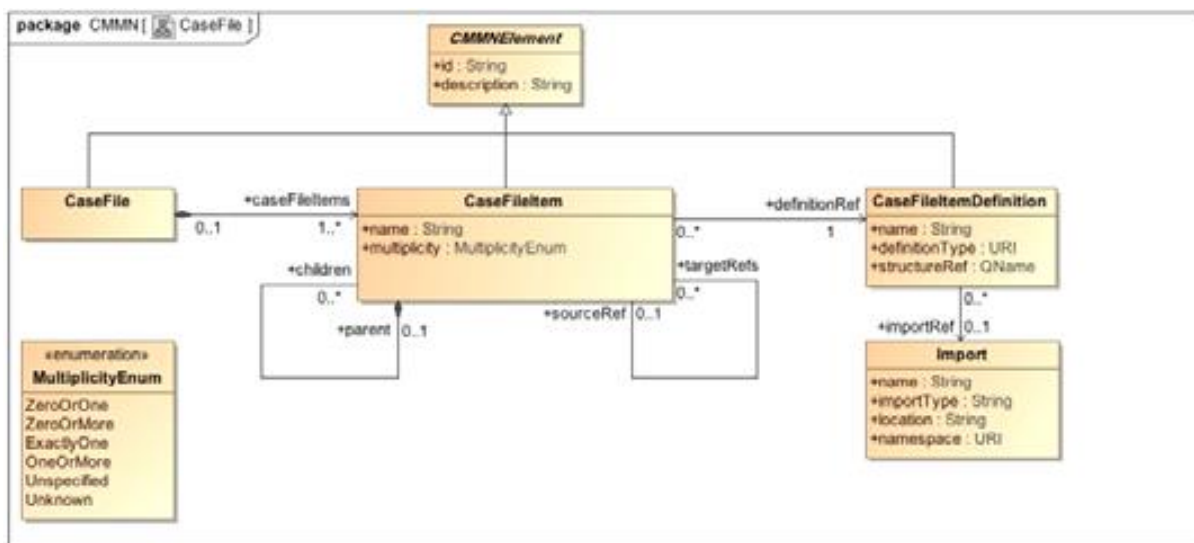 package CMMN [ CaseFile ]
CMMNElement
+id : String
+description : String
CaseFile
+caseFileItems
0..1
1..*
CaseFileItem
+name : String
+multiplicity : MultiplicityEnum
+definitionRef
0..*
1
CaseFileItemDefinition
+name : String
+definitionType : URI
+structureRef : QName
+children
0..*
+parent
0..1
+targetRefs
0..*
+sourceRef
0..1
0..*
+importRef
0..1
Import
+name : String
+importType : String
+location : String
+namespace : URI
«enumeration»
MultiplicityEnum
ZeroOrOne
ZeroOrMore
ExactlyOne
OneOrMore
Unspecified
Unknown